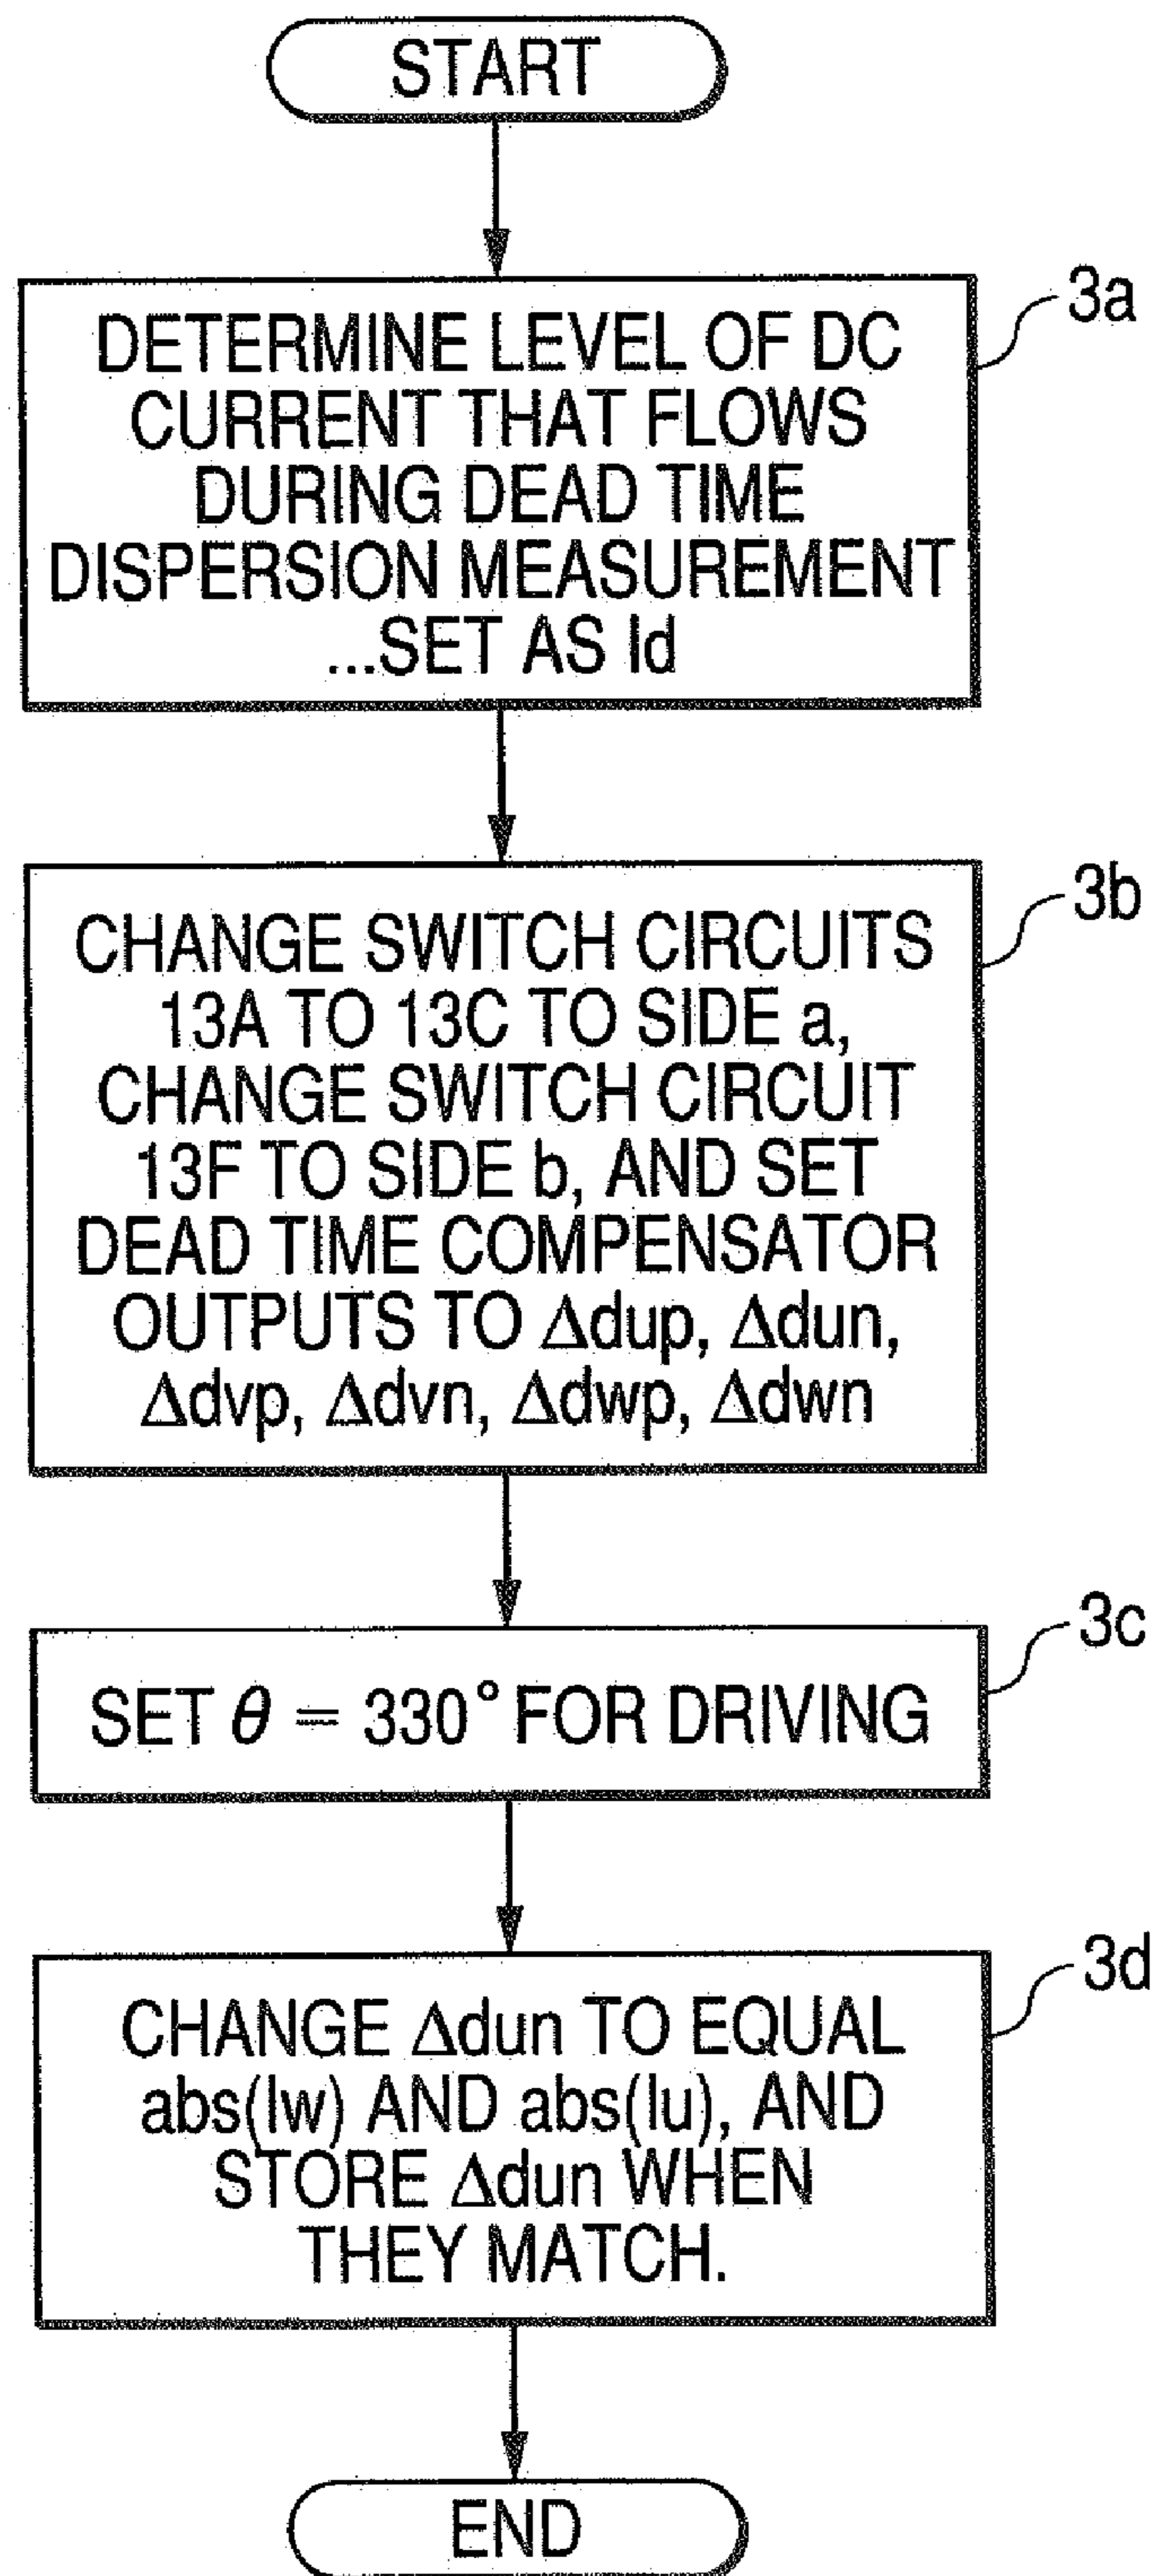 START
3a
DETERMINE LEVEL OF DC
CURRENT THAT FLOWS
DURING DEAD TIME
DISPERSION MEASUREMENT
...SET AS Id
3b
CHANGE SWITCH CIRCUITS
13A TO 13C TO SIDE a,
CHANGE SWITCH CIRCUIT
13F TO SIDE b, AND SET
DEAD TIME COMPENSATOR
OUTPUTS TO Δdup, Δdun,
Δdvp, Δdvn, Δdwp, Δdwn
3c
SET θ = 330° FOR DRIVING
3d
CHANGE Δdun TO EQUAL
abs(Iw) AND abs(Iu), AND
STORE Δdun WHEN
THEY MATCH.
END